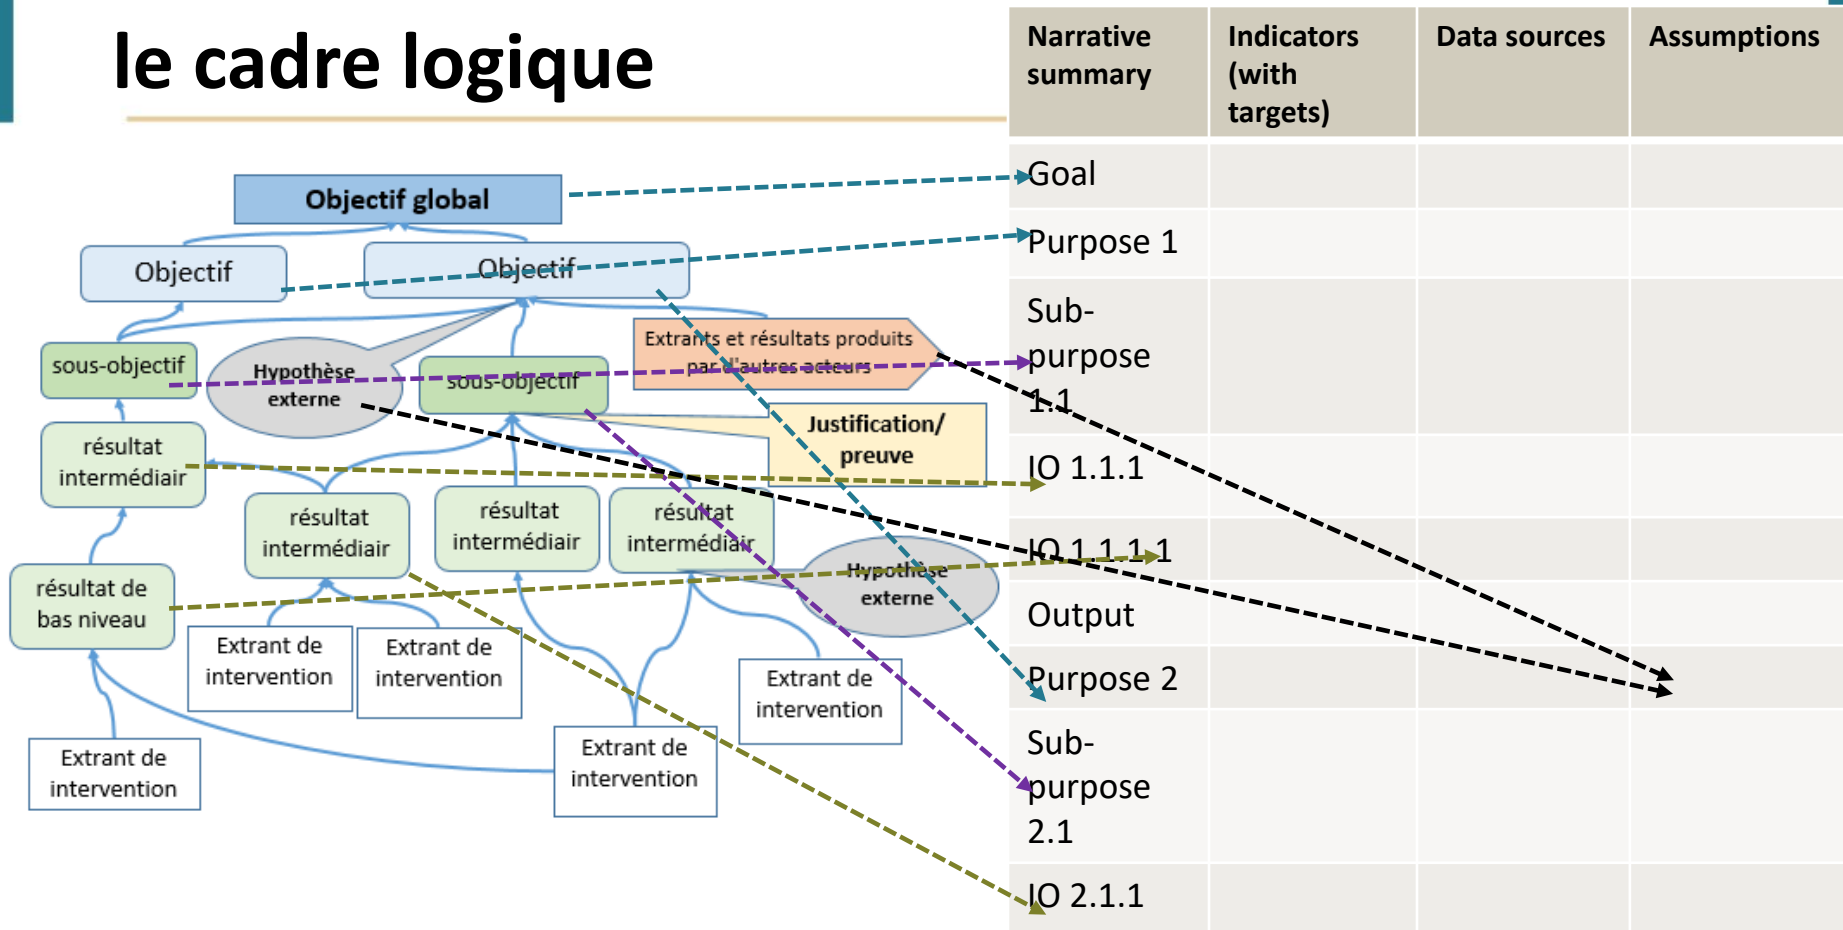 le cadre logique
Objectif global
Objectif
Objectif
sous-objectif
Hypothèse
externe
sous-objectif
Extrants et résultats produits
par d'autres acteurs
Justification/
preuve
résultat
intermédiair
résultat
intermédiair
résultat
intermédiair
résultat
intermédiair
Hypothèse
externe
résultat de
bas niveau
Extrant de
intervention
Extrant de
intervention
Extrant de
intervention
Extrant de
intervention
Extrant de
intervention
Narrative
summary
Indicators
(with
targets)
Data sources
Assumptions
Goal
Purpose 1
Sub-
purpose
1.1
IO 1.1.1
IO 1.1.1.1
Output
Purpose 2
Sub-
purpose
2.1
IO 2.1.1